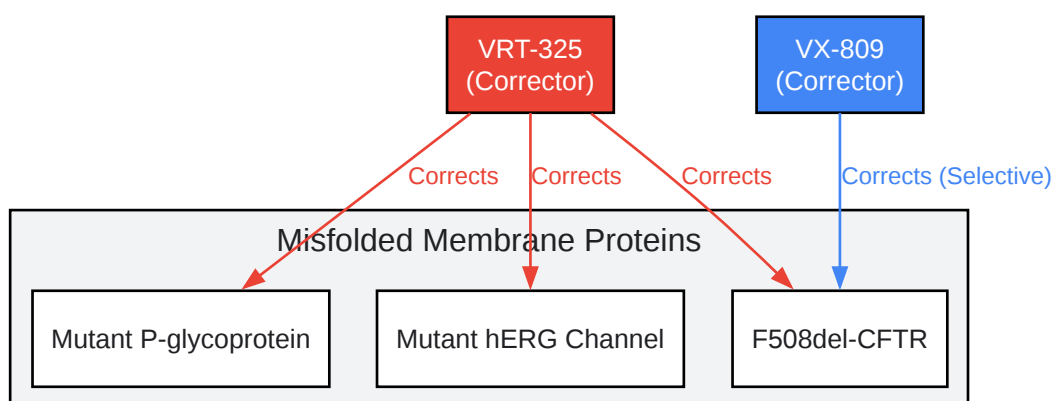 VRT-325
(Corrector)
VX-809
(Corrector)
Corrects
Corrects
Corrects
Corrects (Selective)
Misfolded Membrane Proteins
Mutant P-glycoprotein
Mutant hERG Channel
F508del-CFTR